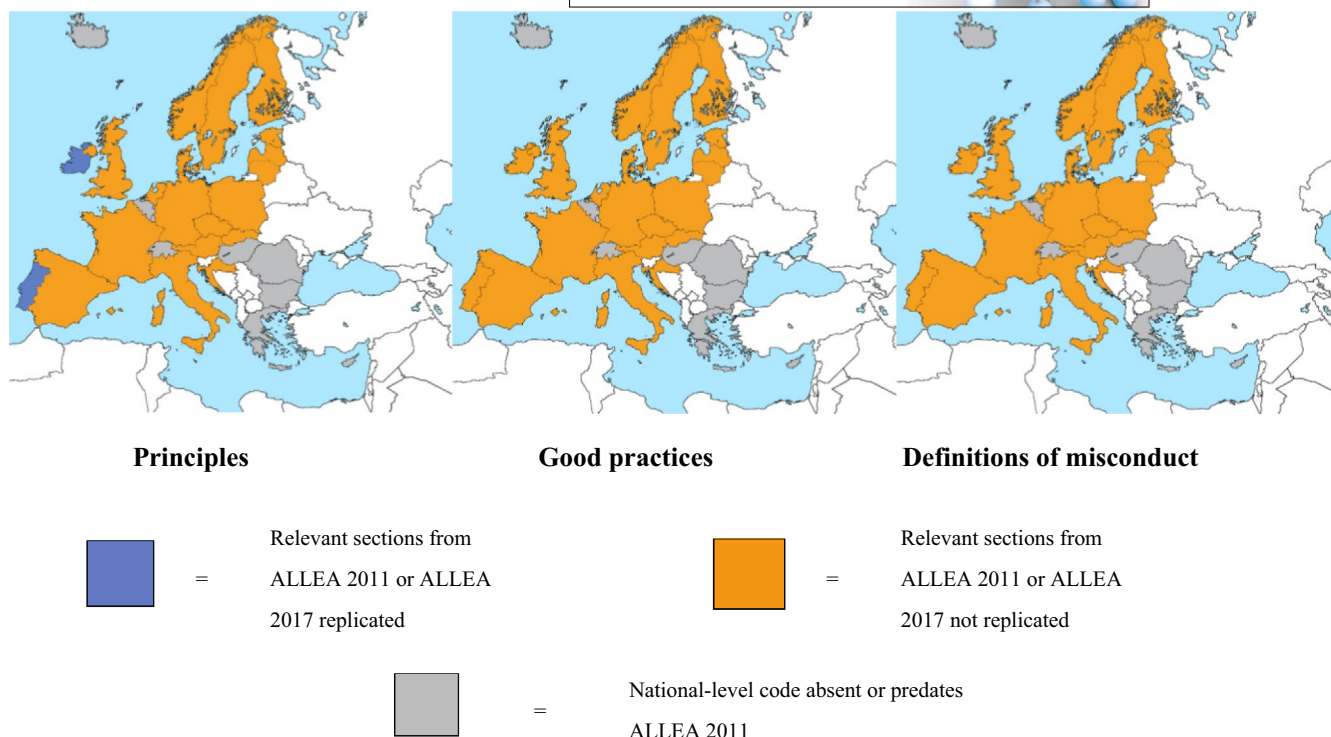 Principles
Good practices
Definitions of misconduct
Relevant sections from
ALLEA 2011 or ALLEA
2017 replicated
=
Relevant sections from
ALLEA 2011 or ALLEA
2017 not replicated
=
National-level code absent or predates
ALLEA 2011
=